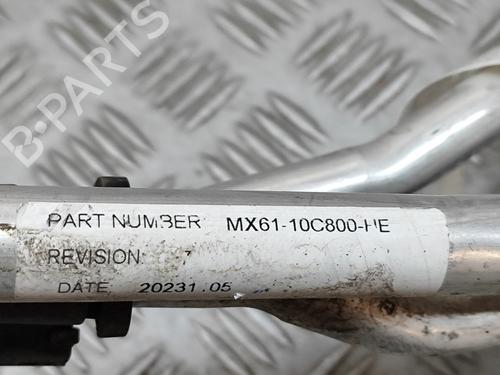 B-PARTS
PART NUMBER MX61-10C800-HE
REVISION
DATE 20231.05